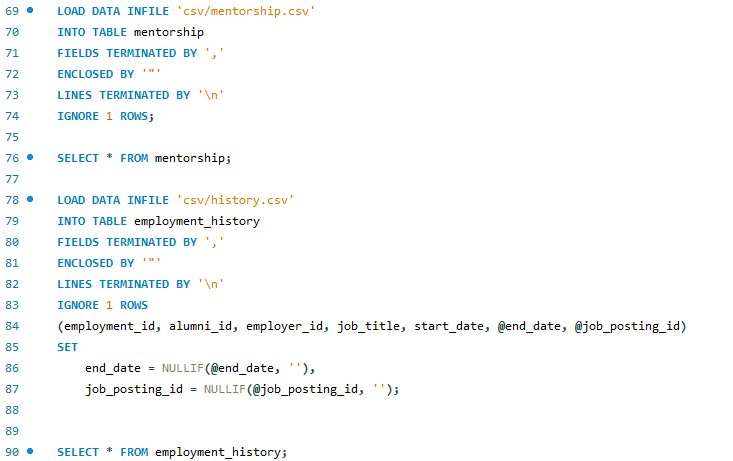 69 LOAD DATA INFILE 'csv/mentorship.csv'
70 INTO TABLE mentorship
71 FIELDS TERMINATED BY ','
72 ENCLOSED BY '"'
73 LINES TERMINATED BY '\n'
74 IGNORE 1 ROWS;
75
76 SELECT * FROM mentorship;
77
78 LOAD DATA INFILE 'csv/history.csv'
79 INTO TABLE employment_history
80 FIELDS TERMINATED BY ','
81 ENCLOSED BY '"'
82 LINES TERMINATED BY '\n'
83 IGNORE 1 ROWS
84 (employment_id, alumni_id, employer_id, job_title, start_date, @end_date, @job_posting_id)
85 SET
86     end_date = NULLIF(@end_date, ''),
87     job_posting_id = NULLIF(@job_posting_id, '');
88
89
90 SELECT * FROM employment_history;